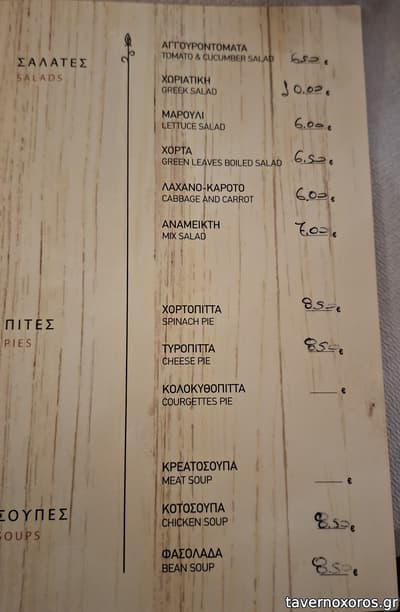 ΣΑΛΑΤΕΣ
SALADS
ΑΓΓΟΥΡΟΝΤΟΜΑΤΑ
TOMATO & CUCUMBER SALAD 6.50 €
ΧΩΡΙΑΤΙΚΗ
GREEK SALAD 10.00 €
ΜΑΡΟΥΛΙ
LETTUCE SALAD 6.00 €
ΧΟΡΤΑ
GREEN LEAVES BOILED SALAD 6.50 €
ΛΑΧΑΝΟ-ΚΑΡΟΤΟ
CABBAGE AND CARROT 6.00 €
ΑΝΑΜΕΙΚΤΗ
MIX SALAD 7.00 €
ΠΙΤΕΣ
PIES
ΧΟΡΤΟΠΙΤΤΑ
SPINACH PIE 8.50 €
ΤΥΡΟΠΙΤΤΑ
CHEESE PIE 8.50 €
ΚΟΛΟΚΥΘΟΠΙΤΤΑ
COURGETTES PIE — €
ΣΟΥΠΕΣ
SOUPS
ΚΡΕΑΤΟΣΟΥΠΑ
MEAT SOUP — €
ΚΟΤΟΣΟΥΠΑ
CHICKEN SOUP 8.50 €
ΦΑΣΟΛΑΔΑ
BEAN SOUP 8.50 €
tavernoxoros.gr